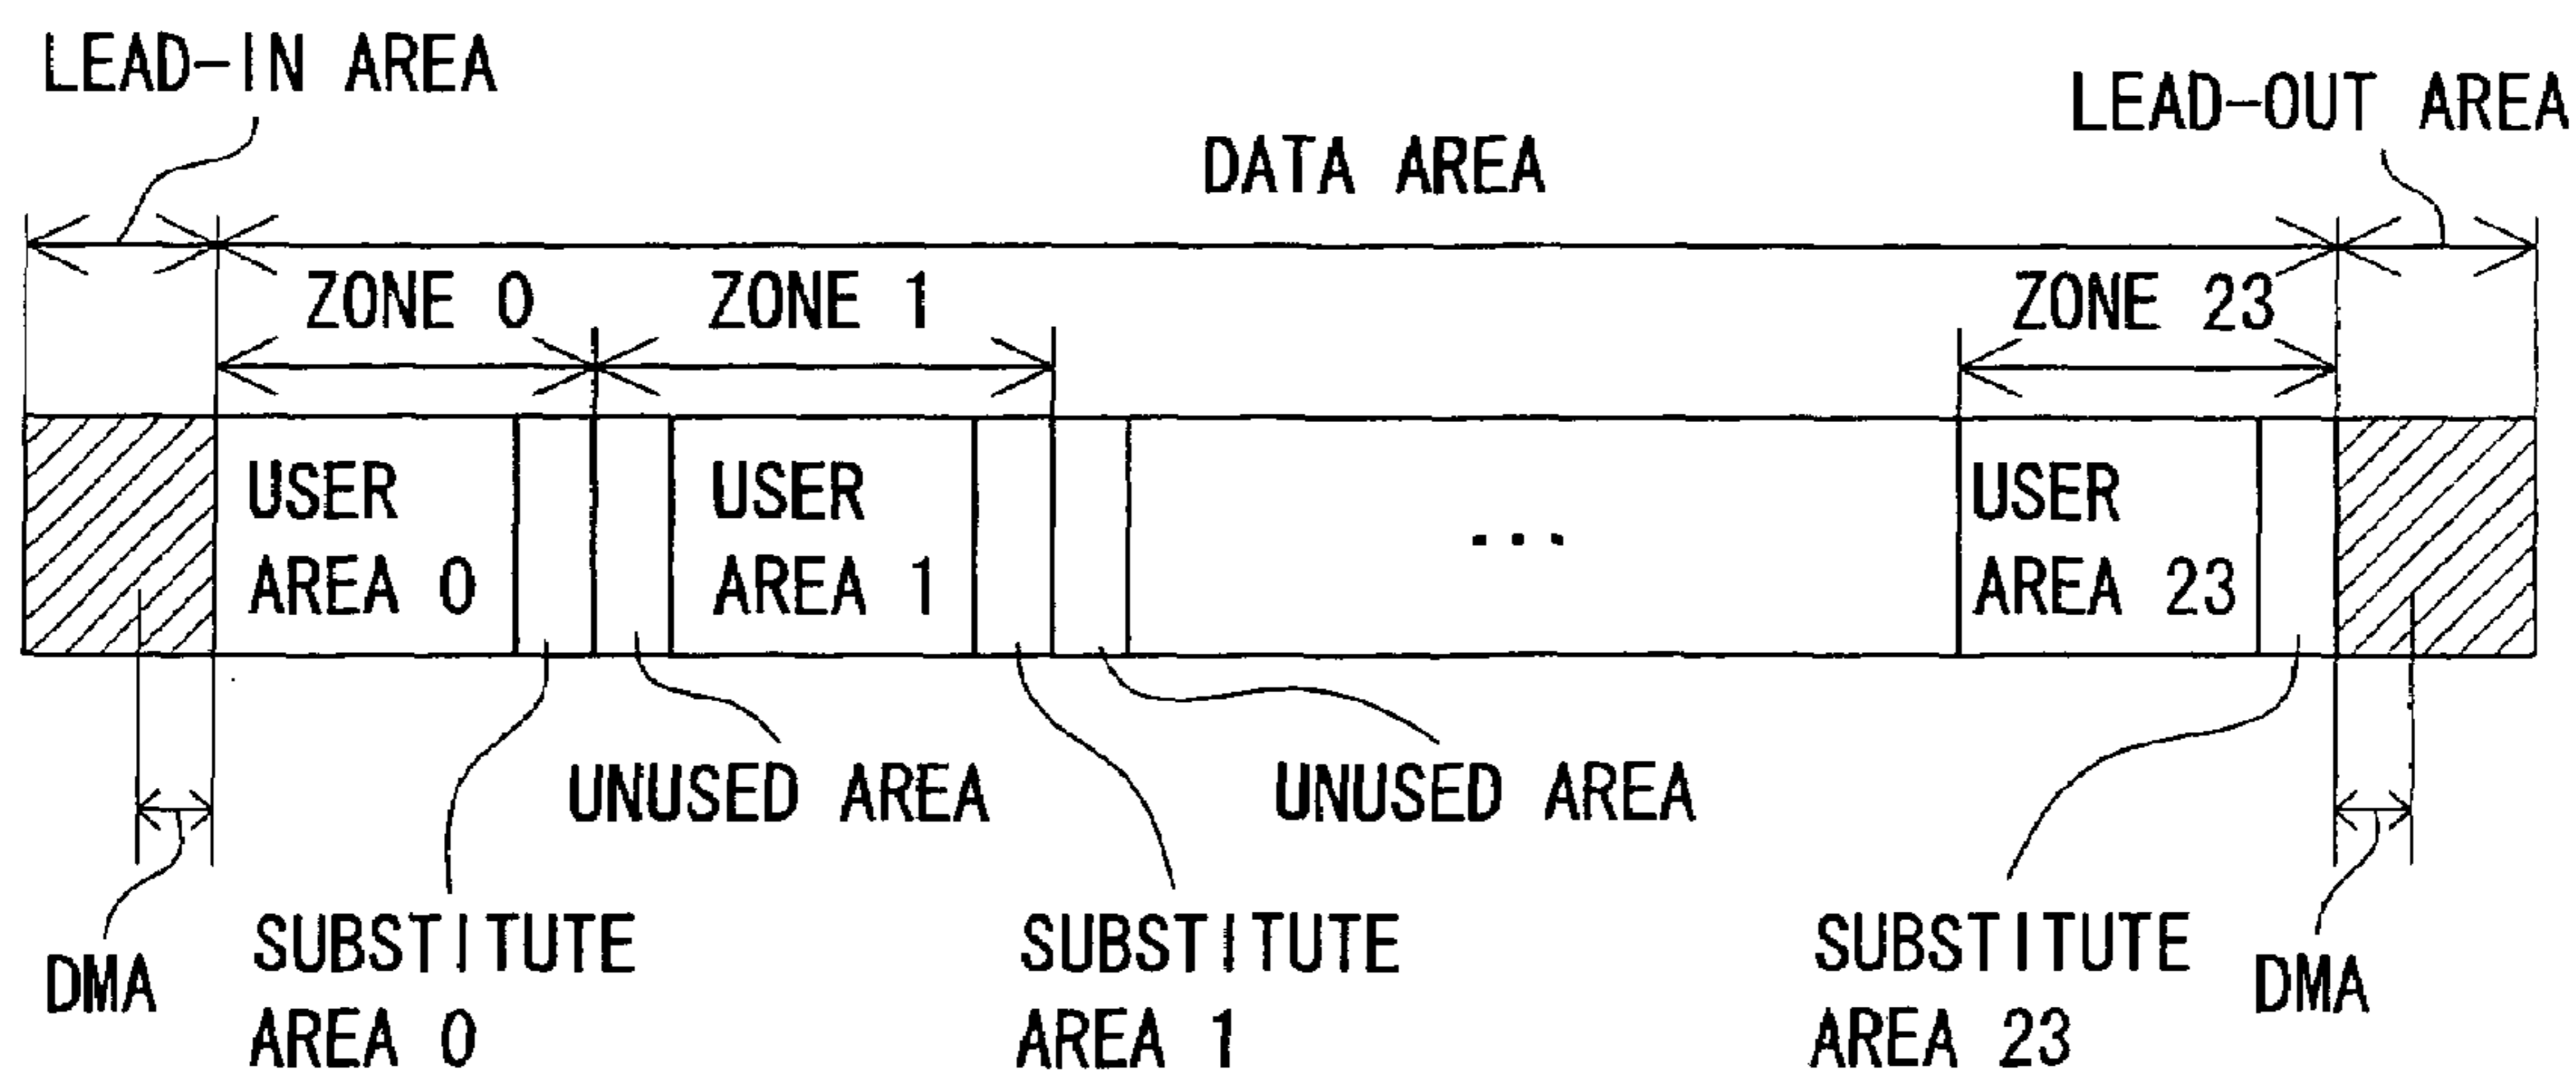 LEAD-IN AREA
LEAD-OUT AREA
DATA AREA
ZONE 0
ZONE 1
ZONE 23
USER
AREA 0
USER
AREA 1
...
USER
AREA 23
UNUSED AREA
UNUSED AREA
DMA
SUBSTITUTE
AREA 0
SUBSTITUTE
AREA 1
SUBSTITUTE
AREA 23
DMA